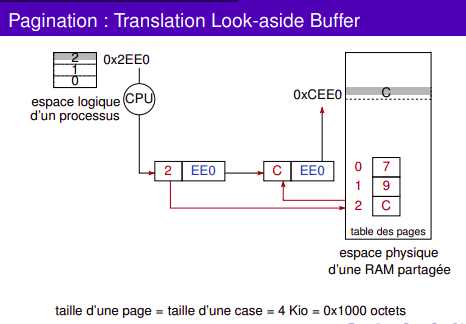 Pagination : Translation Look-aside Buffer
2
1
0
0x2EE0
espace logique
d'un processus
CPU
0xCEE0
C
2 EE0
C EE0
0 7
1 9
2 C
table des pages
espace physique
d'une RAM partagée
taille d'une page = taille d'une case = 4 Kio = 0x1000 octets